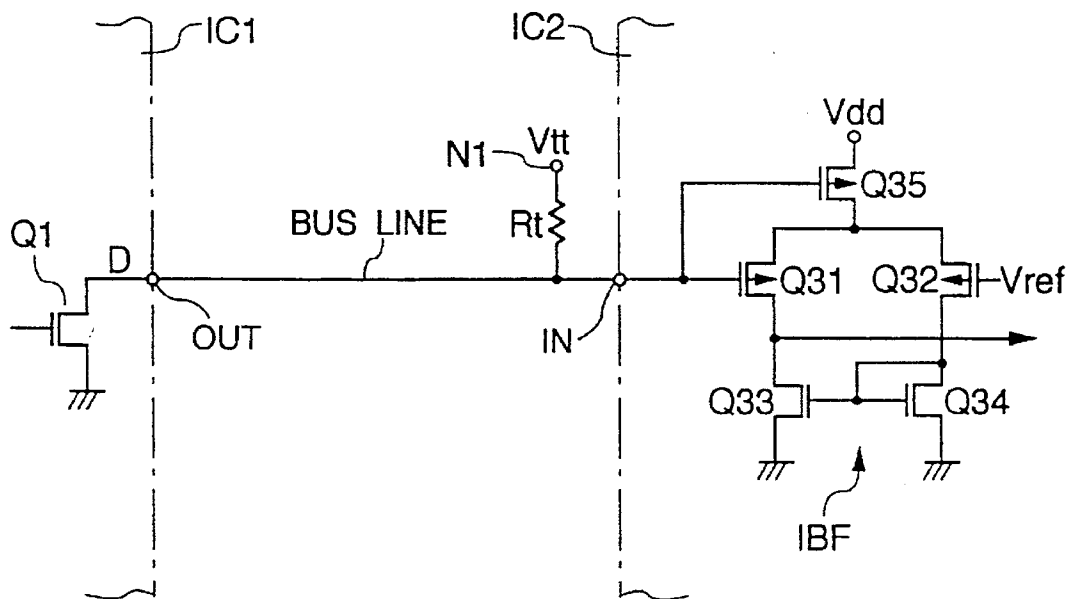 IC1
IC2
Vdd
Vtt
N1
Q35
BUS LINE
Rt
Q1
D
Q31
Q32
Vref
OUT
IN
Q33
Q34
IBF